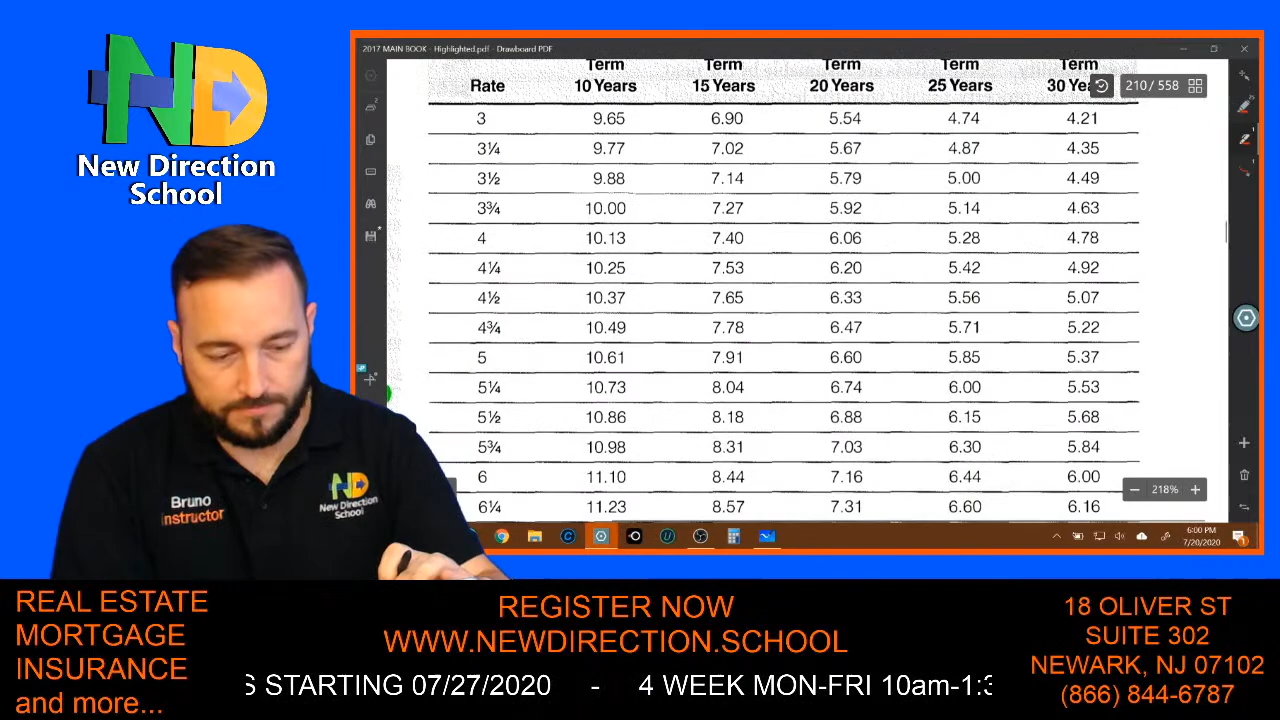 ND
New Direction
School
2017 MAIN BOOK - Highlighted.pdf - Drawboard PDF
210 / 558
Term Term Term Term Term
Rate 10 Years 15 Years 20 Years 25 Years 30 Yea
3 9.65 6.90 5.54 4.74 4.21
3¼ 9.77 7.02 5.67 4.87 4.35
3½ 9.88 7.14 5.79 5.00 4.49
3¾ 10.00 7.27 5.92 5.14 4.63
4 10.13 7.40 6.06 5.28 4.78
4¼ 10.25 7.53 6.20 5.42 4.92
4½ 10.37 7.65 6.33 5.56 5.07
4¾ 10.49 7.78 6.47 5.71 5.22
5 10.61 7.91 6.60 5.85 5.37
5¼ 10.73 8.04 6.74 6.00 5.53
5½ 10.86 8.18 6.88 6.15 5.68
5¾ 10.98 8.31 7.03 6.30 5.84
6 11.10 8.44 7.16 6.44 6.00
6¼ 11.23 8.57 7.31 6.60 6.16
218%
6:00 PM
7/20/2020
Bruno
Instructor
ND
New Direction
School
REAL ESTATE
MORTGAGE
INSURANCE
and more...
REGISTER NOW
WWW.NEWDIRECTION.SCHOOL
S STARTING 07/27/2020 - 4 WEEK MON-FRI 10am-1:3
18 OLIVER ST
SUITE 302
NEWARK, NJ 07102
(866) 844-6787